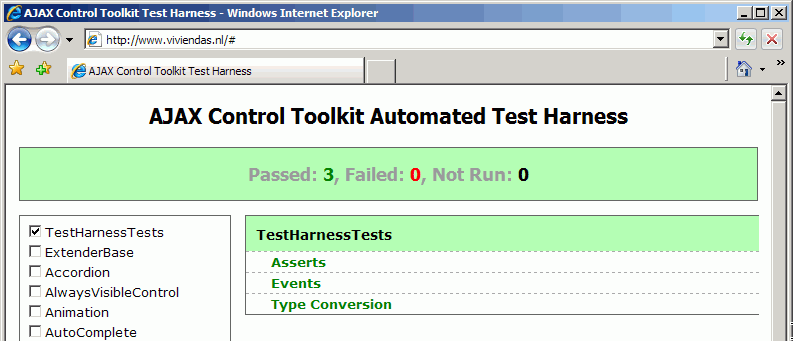 AJAX Control Toolkit Test Harness - Windows Internet Explorer
http://www.viviendas.nl/#
AJAX Control Toolkit Test Harness
AJAX Control Toolkit Automated Test Harness
Passed: 3, Failed: 0, Not Run: 0
TestHarnessTests
ExtenderBase
Accordion
AlwaysVisibleControl
Animation
AutoComplete
TestHarnessTests
Asserts
Events
Type Conversion